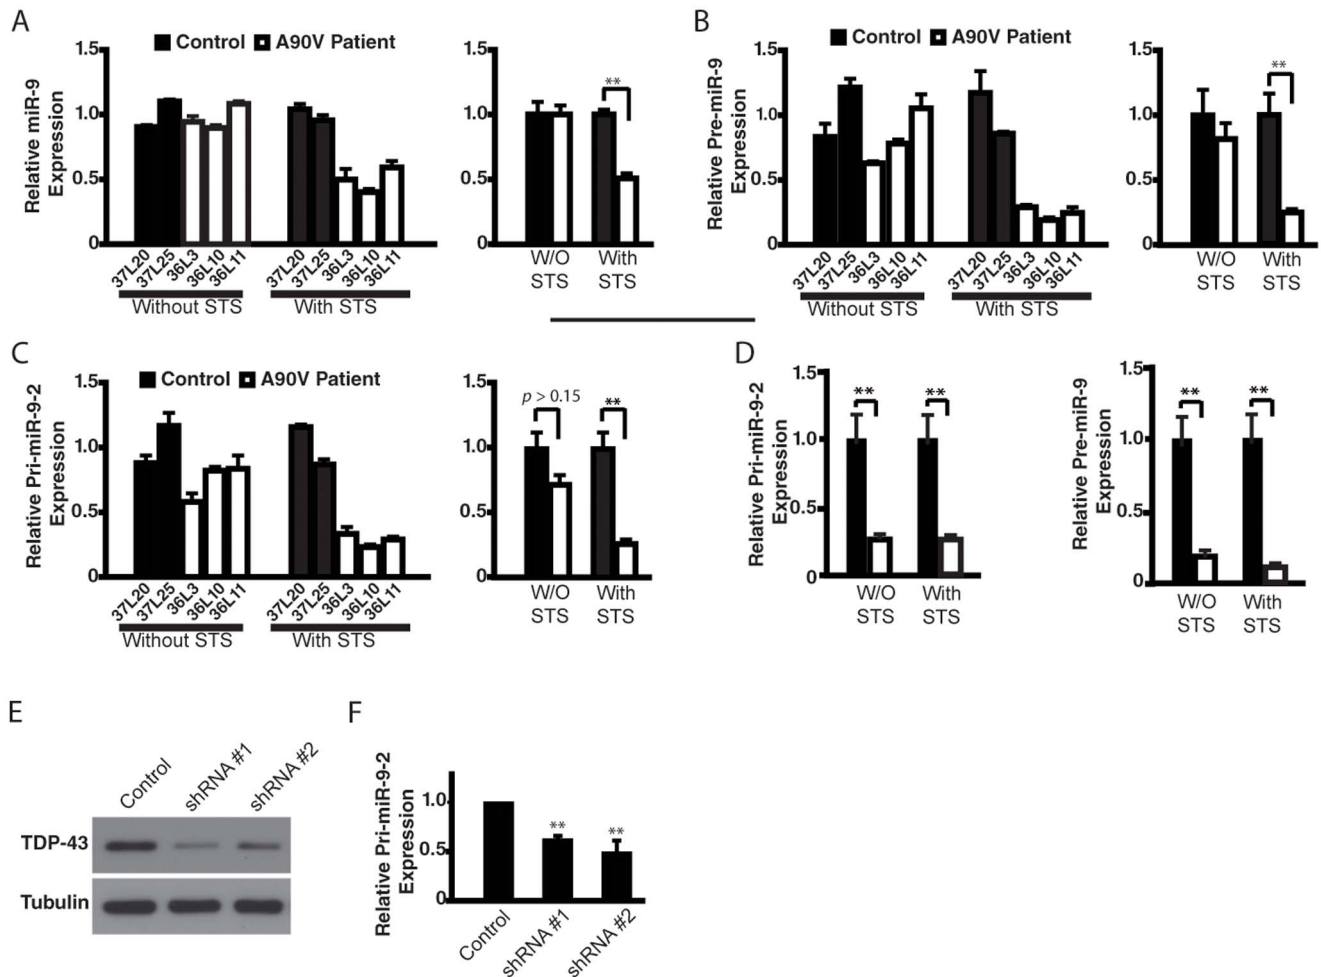 A
Control A90V Patient
Relative miR-9
Expression
1.5
1.0
0.5
0
37L20 37L25 36L3 36L10 36L11 37L20 37L25 36L3 36L10 36L11
Without STS With STS
1.5
1.0
0.5
0
**
W/O With
STS STS
B
Control A90V Patient
Relative Pre-miR-9
Expression
1.5
1.0
0.5
0
37L20 37L25 36L3 36L10 36L11 37L20 37L25 36L3 36L10 36L11
Without STS With STS
1.5
1.0
0.5
0
**
W/O With
STS STS
C
Control A90V Patient
Relative Pri-miR-9-2
Expression
1.5
1.0
0.5
0
37L20 37L25 36L3 36L10 36L11 37L20 37L25 36L3 36L10 36L11
Without STS With STS
1.5
1.0
0.5
0
p > 0.15 **
W/O With
STS STS
D
Relative Pri-miR-9-2
Expression
1.5
1.0
0.5
0
** **
W/O With
STS STS
Relative Pre-miR-9
Expression
1.5
1.0
0.5
0
** **
W/O With
STS STS
E
Control shRNA #1 shRNA #2
TDP-43
Tubulin
F
Relative Pri-miR-9-2
Expression
1.0
0.5
0
** **
Control shRNA #1 shRNA #2